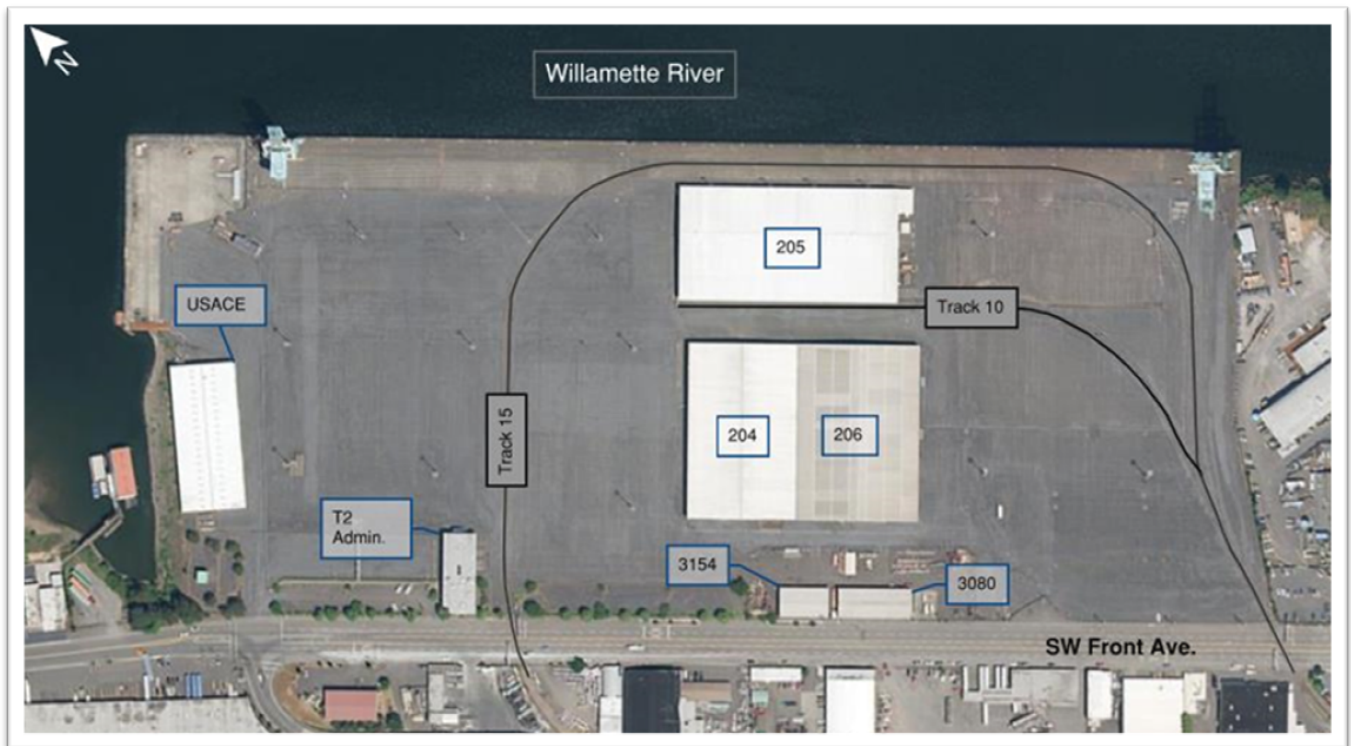 N
Willamette River
205
USACE
Track 10
204
206
Track 15
T2
Admin.
3154
3080
SW Front Ave.